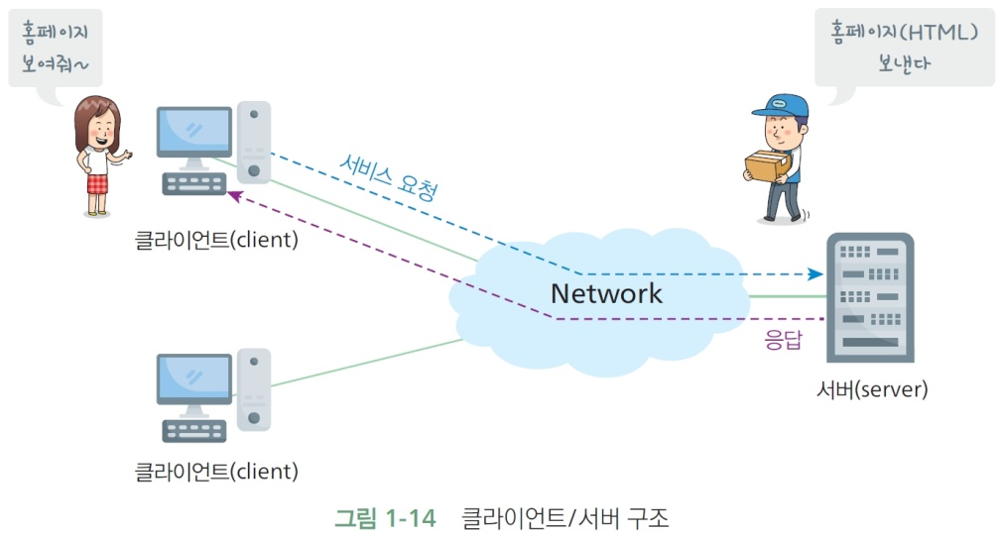 홈페이지
보여줘~
홈페이지(HTML)
보낸다
서비스 요청
클라이언트(client)
Network
응답
서버(server)
클라이언트(client)
그림 1-14 클라이언트/서버 구조